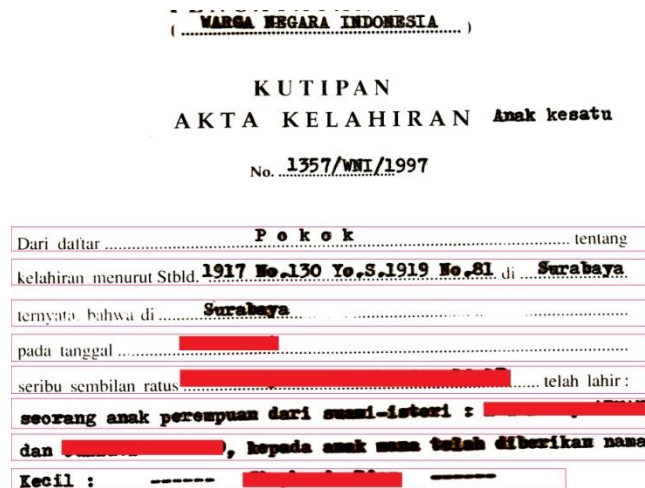 ( WARGA NEGARA INDONESIA )
KUTIPAN
AKTA KELAHIRAN Anak kesatu
No. 1357/WNI/1997
Dari daftar P o k o k tentang
kelahiran menurut Stbld. 1917 No.130 Yo.S.1919 No.81 di Surabaya
ternyata, bahwa di Surabaya
pada tanggal
seribu sembilan ratus telah lahir :
seorang anak perempuan dari suami-isteri :
dan , kepada anak mana telah diberikan nama
Kecil : ------ ------